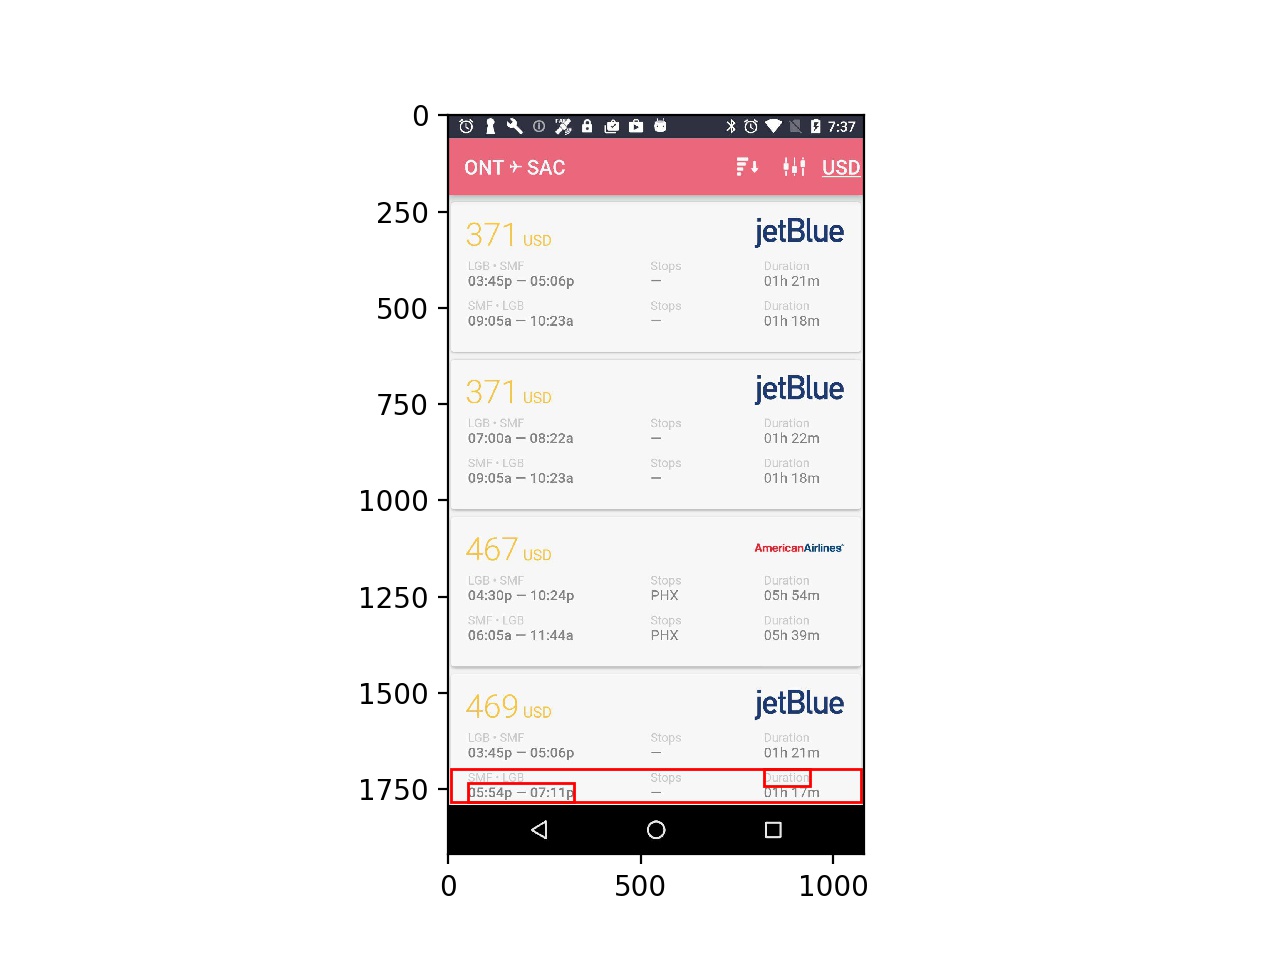 0
250
500
750
1000
1250
1500
1750
0 500 1000
7:37
ONT ✈ SAC USD
371 USD jetBlue
LGB • SMF Stops Duration
03:45p — 05:06p — 01h 21m
SMF • LGB Stops Duration
09:05a — 10:23a — 01h 18m
371 USD jetBlue
LGB • SMF Stops Duration
07:00a — 08:22a — 01h 22m
SMF • LGB Stops Duration
09:05a — 10:23a — 01h 18m
467 USD AmericanAirlines
LGB • SMF Stops Duration
04:30p — 10:24p PHX 05h 54m
SMF • LGB Stops Duration
06:05a — 11:44a PHX 05h 39m
469 USD jetBlue
LGB • SMF Stops Duration
03:45p — 05:06p — 01h 21m
SMF • LGB Stops Duration
05:54p — 07:11p — 01h 17m